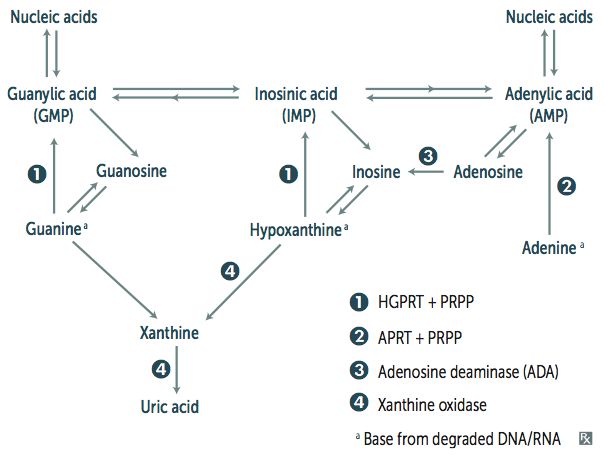 Nucleic acids
Nucleic acids
Guanylic acid
(GMP)
Inosinic acid
(IMP)
Adenylic acid
(AMP)
1
Guanosine
1
Inosine
3
Adenosine
2
Guanine a
Hypoxanthine a
Adenine a
4
Xanthine
4
Uric acid
1 HGPRT + PRPP
2 APRT + PRPP
3 Adenosine deaminase (ADA)
4 Xanthine oxidase
a Base from degraded DNA/RNA Rx